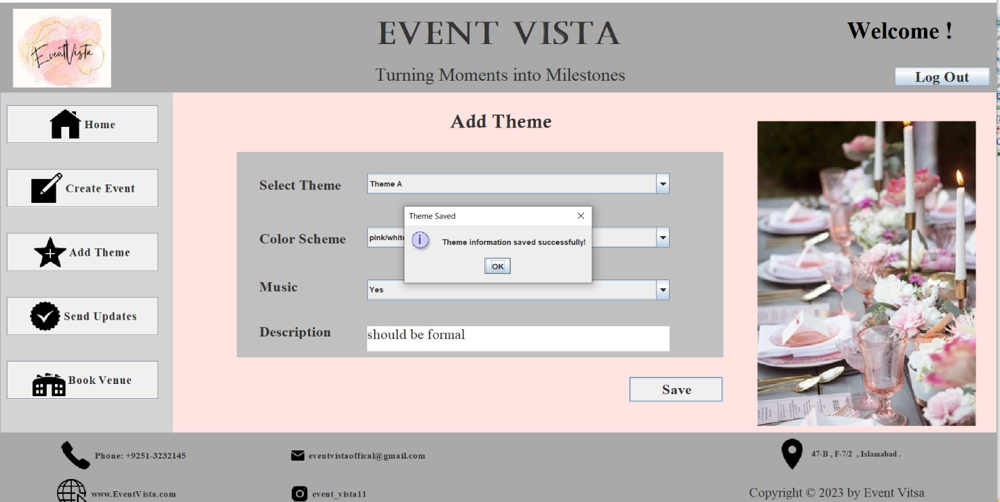 EventVista
EVENT VISTA
Turning Moments into Milestones
Welcome !
Log Out
Home
Create Event
Add Theme
Send Updates
Book Venue
Add Theme
Select Theme
Theme A
Color Scheme
pink/white
Music
Yes
Description
should be formal
Theme Saved
Theme information saved successfully!
OK
Save
Phone: +9251-3232145
eventvistaoffical@gmail.com
47-B , F-7/2 , Islamabad .
www.EventVista.com
event_vista11
Copyright © 2023 by Event Vitsa